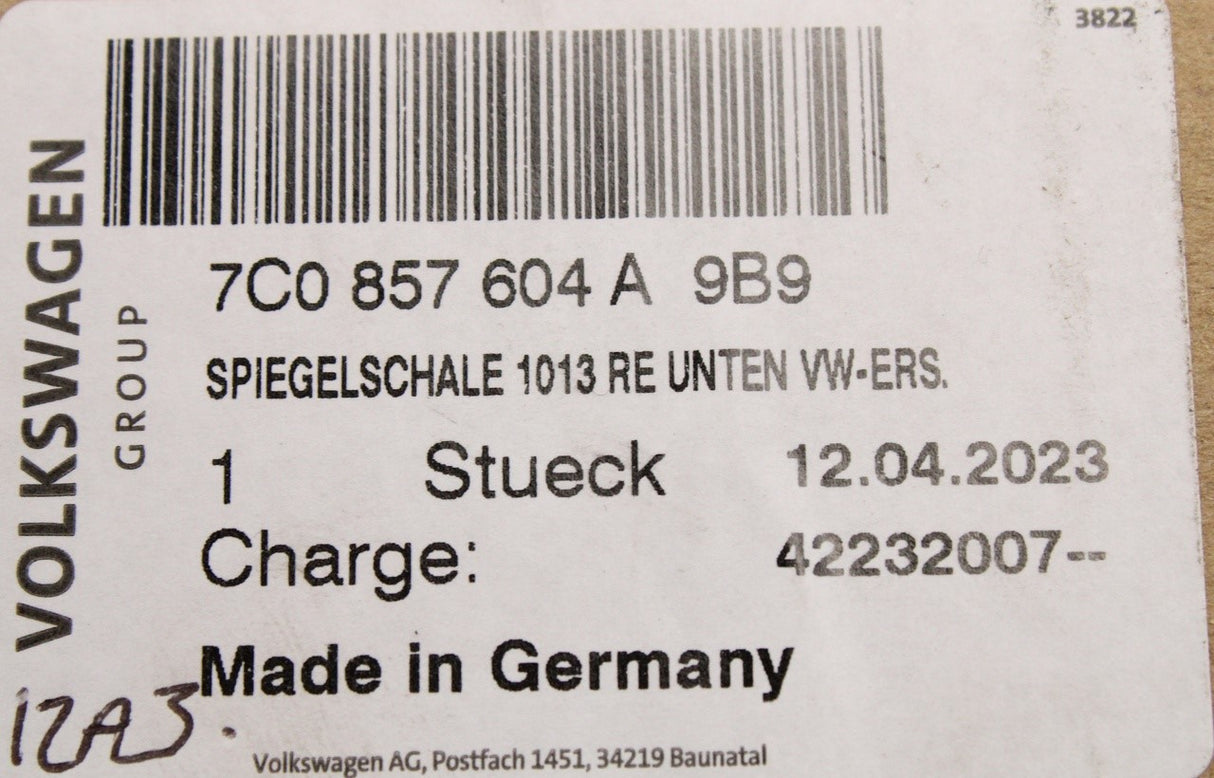 3822
VOLKSWAGEN
GROUP
7C0 857 604 A 9B9
SPIEGELSCHALE 1013 RE UNTEN VW-ERS.
1 Stueck 12.04.2023
Charge: 42232007--
Made in Germany
12A3.
Volkswagen AG, Postfach 1451, 34219 Baunatal